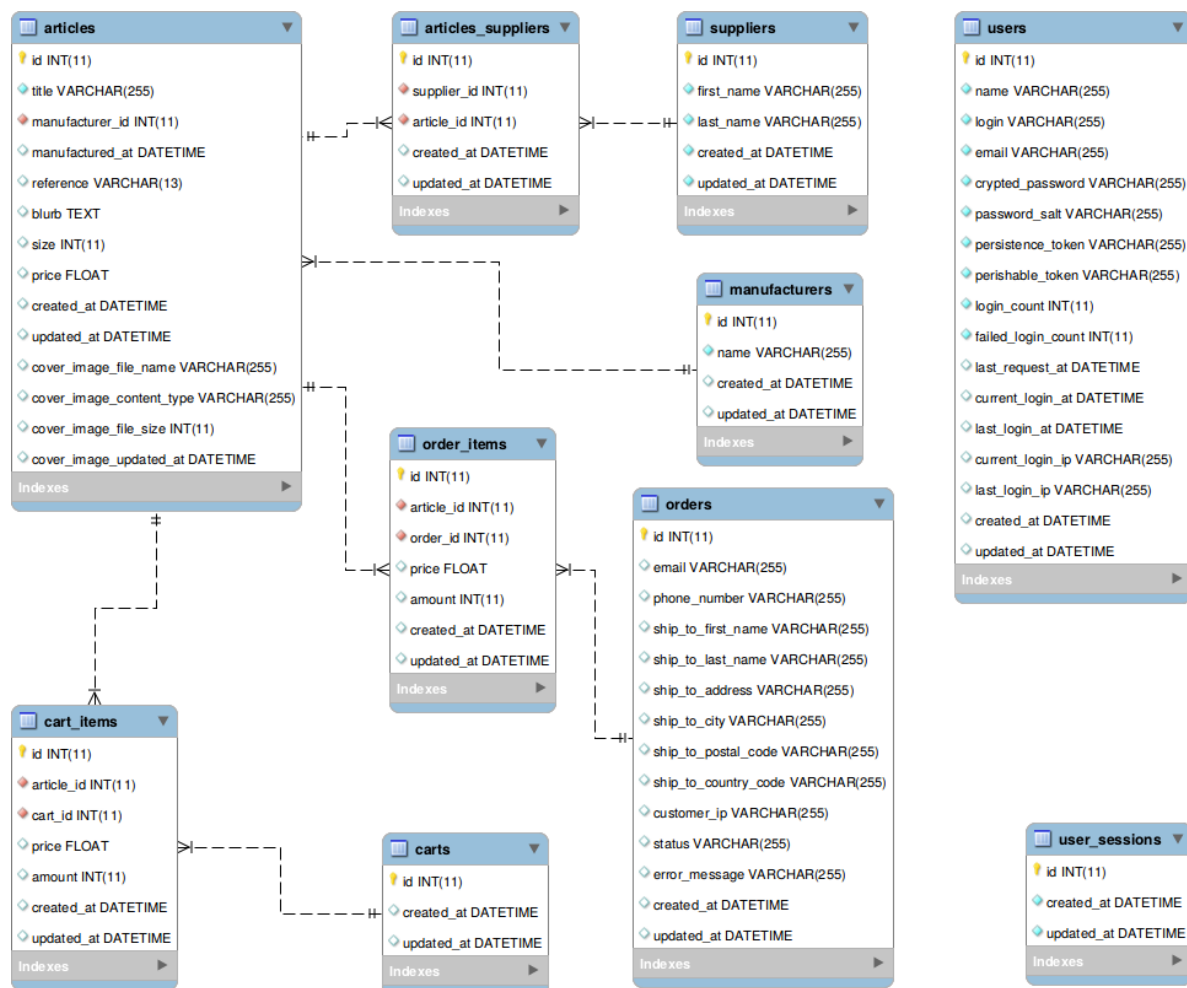 articles
id INT(11)
title VARCHAR(255)
manufacturer_id INT(11)
manufactured_at DATETIME
reference VARCHAR(13)
blurb TEXT
size INT(11)
price FLOAT
created_at DATETIME
updated_at DATETIME
cover_image_file_name VARCHAR(255)
cover_image_content_type VARCHAR(255)
cover_image_file_size INT(11)
cover_image_updated_at DATETIME
Indexes
articles_suppliers
id INT(11)
supplier_id INT(11)
article_id INT(11)
created_at DATETIME
updated_at DATETIME
Indexes
suppliers
id INT(11)
first_name VARCHAR(255)
last_name VARCHAR(255)
created_at DATETIME
updated_at DATETIME
Indexes
users
id INT(11)
name VARCHAR(255)
login VARCHAR(255)
email VARCHAR(255)
crypted_password VARCHAR(255)
password_salt VARCHAR(255)
persistence_token VARCHAR(255)
perishable_token VARCHAR(255)
login_count INT(11)
failed_login_count INT(11)
last_request_at DATETIME
current_login_at DATETIME
last_login_at DATETIME
current_login_ip VARCHAR(255)
last_login_ip VARCHAR(255)
created_at DATETIME
updated_at DATETIME
Indexes
manufacturers
id INT(11)
name VARCHAR(255)
created_at DATETIME
updated_at DATETIME
Indexes
order_items
id INT(11)
article_id INT(11)
order_id INT(11)
price FLOAT
amount INT(11)
created_at DATETIME
updated_at DATETIME
Indexes
orders
id INT(11)
email VARCHAR(255)
phone_number VARCHAR(255)
ship_to_first_name VARCHAR(255)
ship_to_last_name VARCHAR(255)
ship_to_address VARCHAR(255)
ship_to_city VARCHAR(255)
ship_to_postal_code VARCHAR(255)
ship_to_country_code VARCHAR(255)
customer_ip VARCHAR(255)
status VARCHAR(255)
error_message VARCHAR(255)
created_at DATETIME
updated_at DATETIME
Indexes
cart_items
id INT(11)
article_id INT(11)
cart_id INT(11)
price FLOAT
amount INT(11)
created_at DATETIME
updated_at DATETIME
Indexes
carts
id INT(11)
created_at DATETIME
updated_at DATETIME
Indexes
user_sessions
id INT(11)
created_at DATETIME
updated_at DATETIME
Indexes